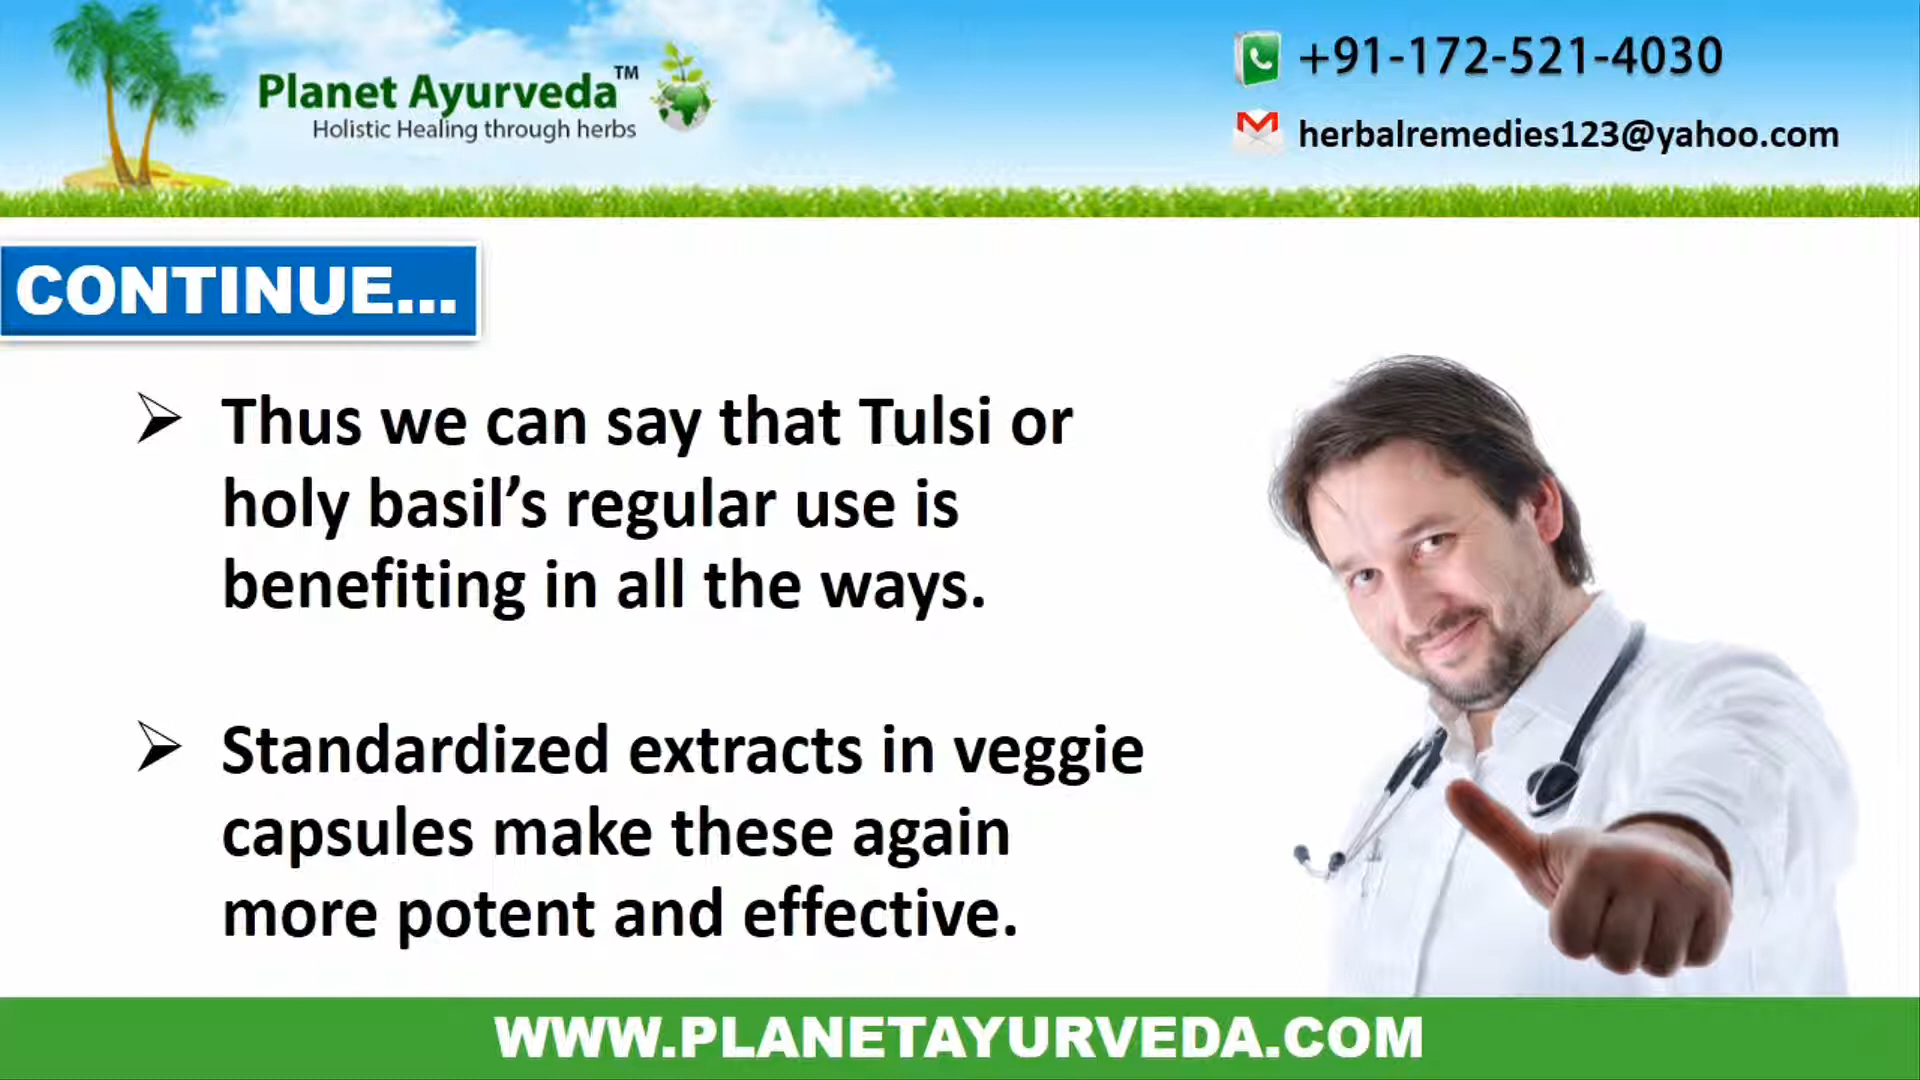 Planet Ayurveda™
Holistic Healing through herbs
+91-172-521-4030
herbalremedies123@yahoo.com
CONTINUE...
➢ Thus we can say that Tulsi or
holy basil’s regular use is
benefiting in all the ways.
➢ Standardized extracts in veggie
capsules make these again
more potent and effective.
WWW.PLANETAYURVEDA.COM